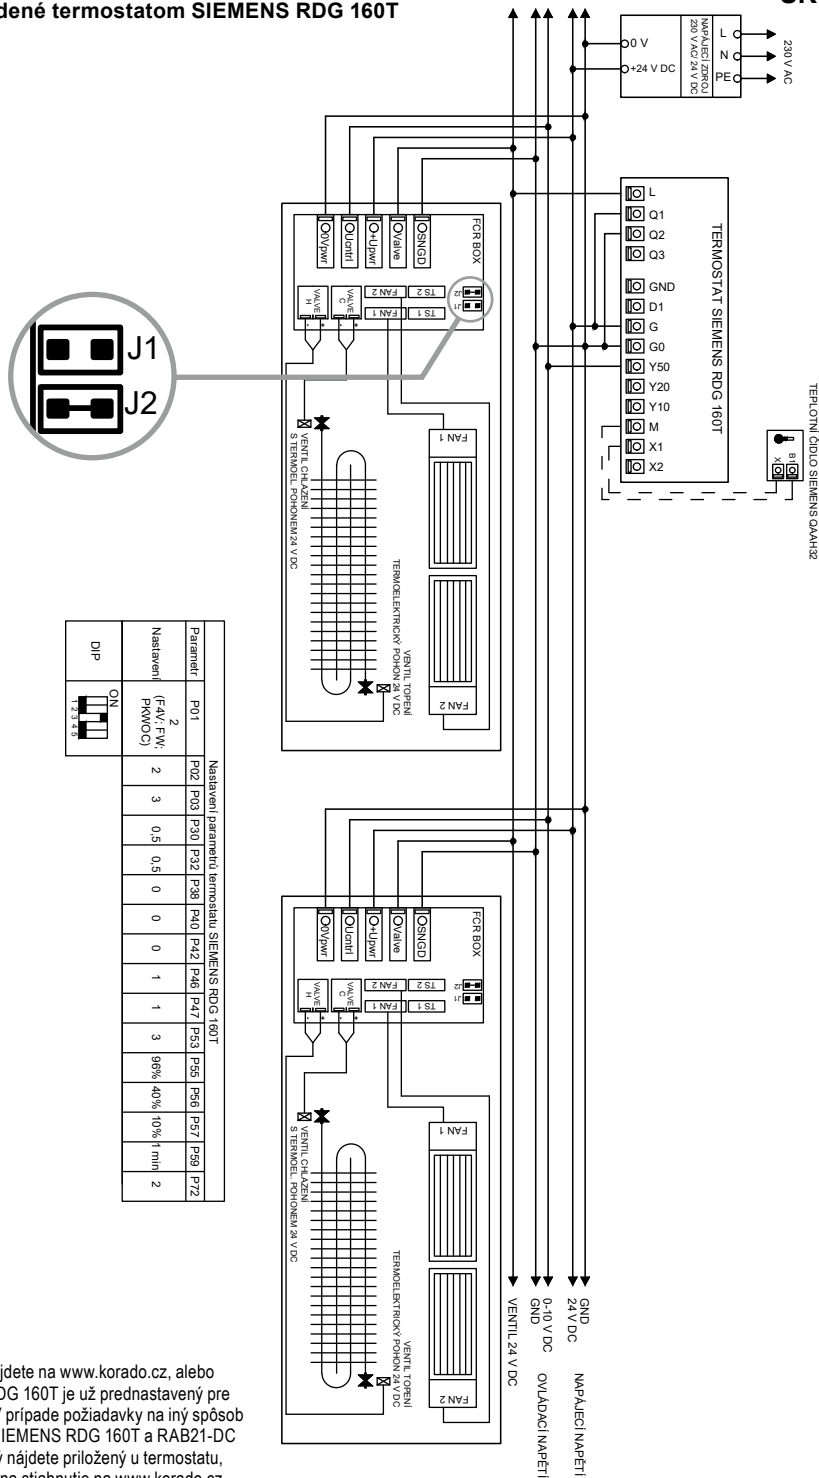 dené termostatom SIEMENS RDG 160T
NAPÁJECÍ ZDROJ
230 V AC/ 24 V DC
0 V
+24 V DC
L
N
PE
230 V AC
TERMOSTAT SIEMENS RDG 160T
L
Q1
Q2
Q3
GND
D1
G
G0
Y50
Y20
Y10
M
X1
X2
TEPLOTNÍ ČIDLO SIEMENS QAAH32
B1
X
FCR BOX
0Vpwr
Ucntrl
+Upwr
Valve
SNGD
VALVE
H
VALVE
C
FAN 2
FAN 1
TS 2
TS 1
J2
J1
- +
- +
J1
J2
VENTIL CHLAZENÍ
S TERMOEL. POHONEM 24 V DC
VENTIL TOPENÍ
TERMOELEKTRICKÝ POHON 24 V DC
FAN 1
FAN 2
Nastavení parametrů termostatu SIEMENS RDG 160T
Parametr P01 P02 P03 P30 P32 P38 P40 P42 P46 P47 P53 P55 P56 P57 P59 P72
Nastavení 2 (F4V; FW; PKWOC) 2 3 0,5 0,5 0 0 0 1 1 3 96% 40% 10% 1 min 2
DIP
ON
1 2 3 4 5
FCR BOX
0Vpwr
Ucntrl
+Upwr
Valve
SNGD
VALVE
H
VALVE
C
FAN 2
FAN 1
TS 2
TS 1
J2
J1
- +
- +
VENTIL CHLAZENÍ
S TERMOEL. POHONEM 24 V DC
VENTIL TOPENÍ
TERMOELEKTRICKÝ POHON 24 V DC
FAN 1
FAN 2
VENTIL 24 V DC
GND
0-10 V DC
OVLÁDACÍ NAPĚTÍ
24 V DC
GND
NAPÁJECÍ NAPĚTÍ
jdete na www.korado.cz, alebo
DG 160T je už prednastavený pre
prípade požiadavky na iný spôsob
SIEMENS RDG 160T a RAB21-DC
ý nájdete priložený u termostatu,
na stiahnutie na www.korado.cz